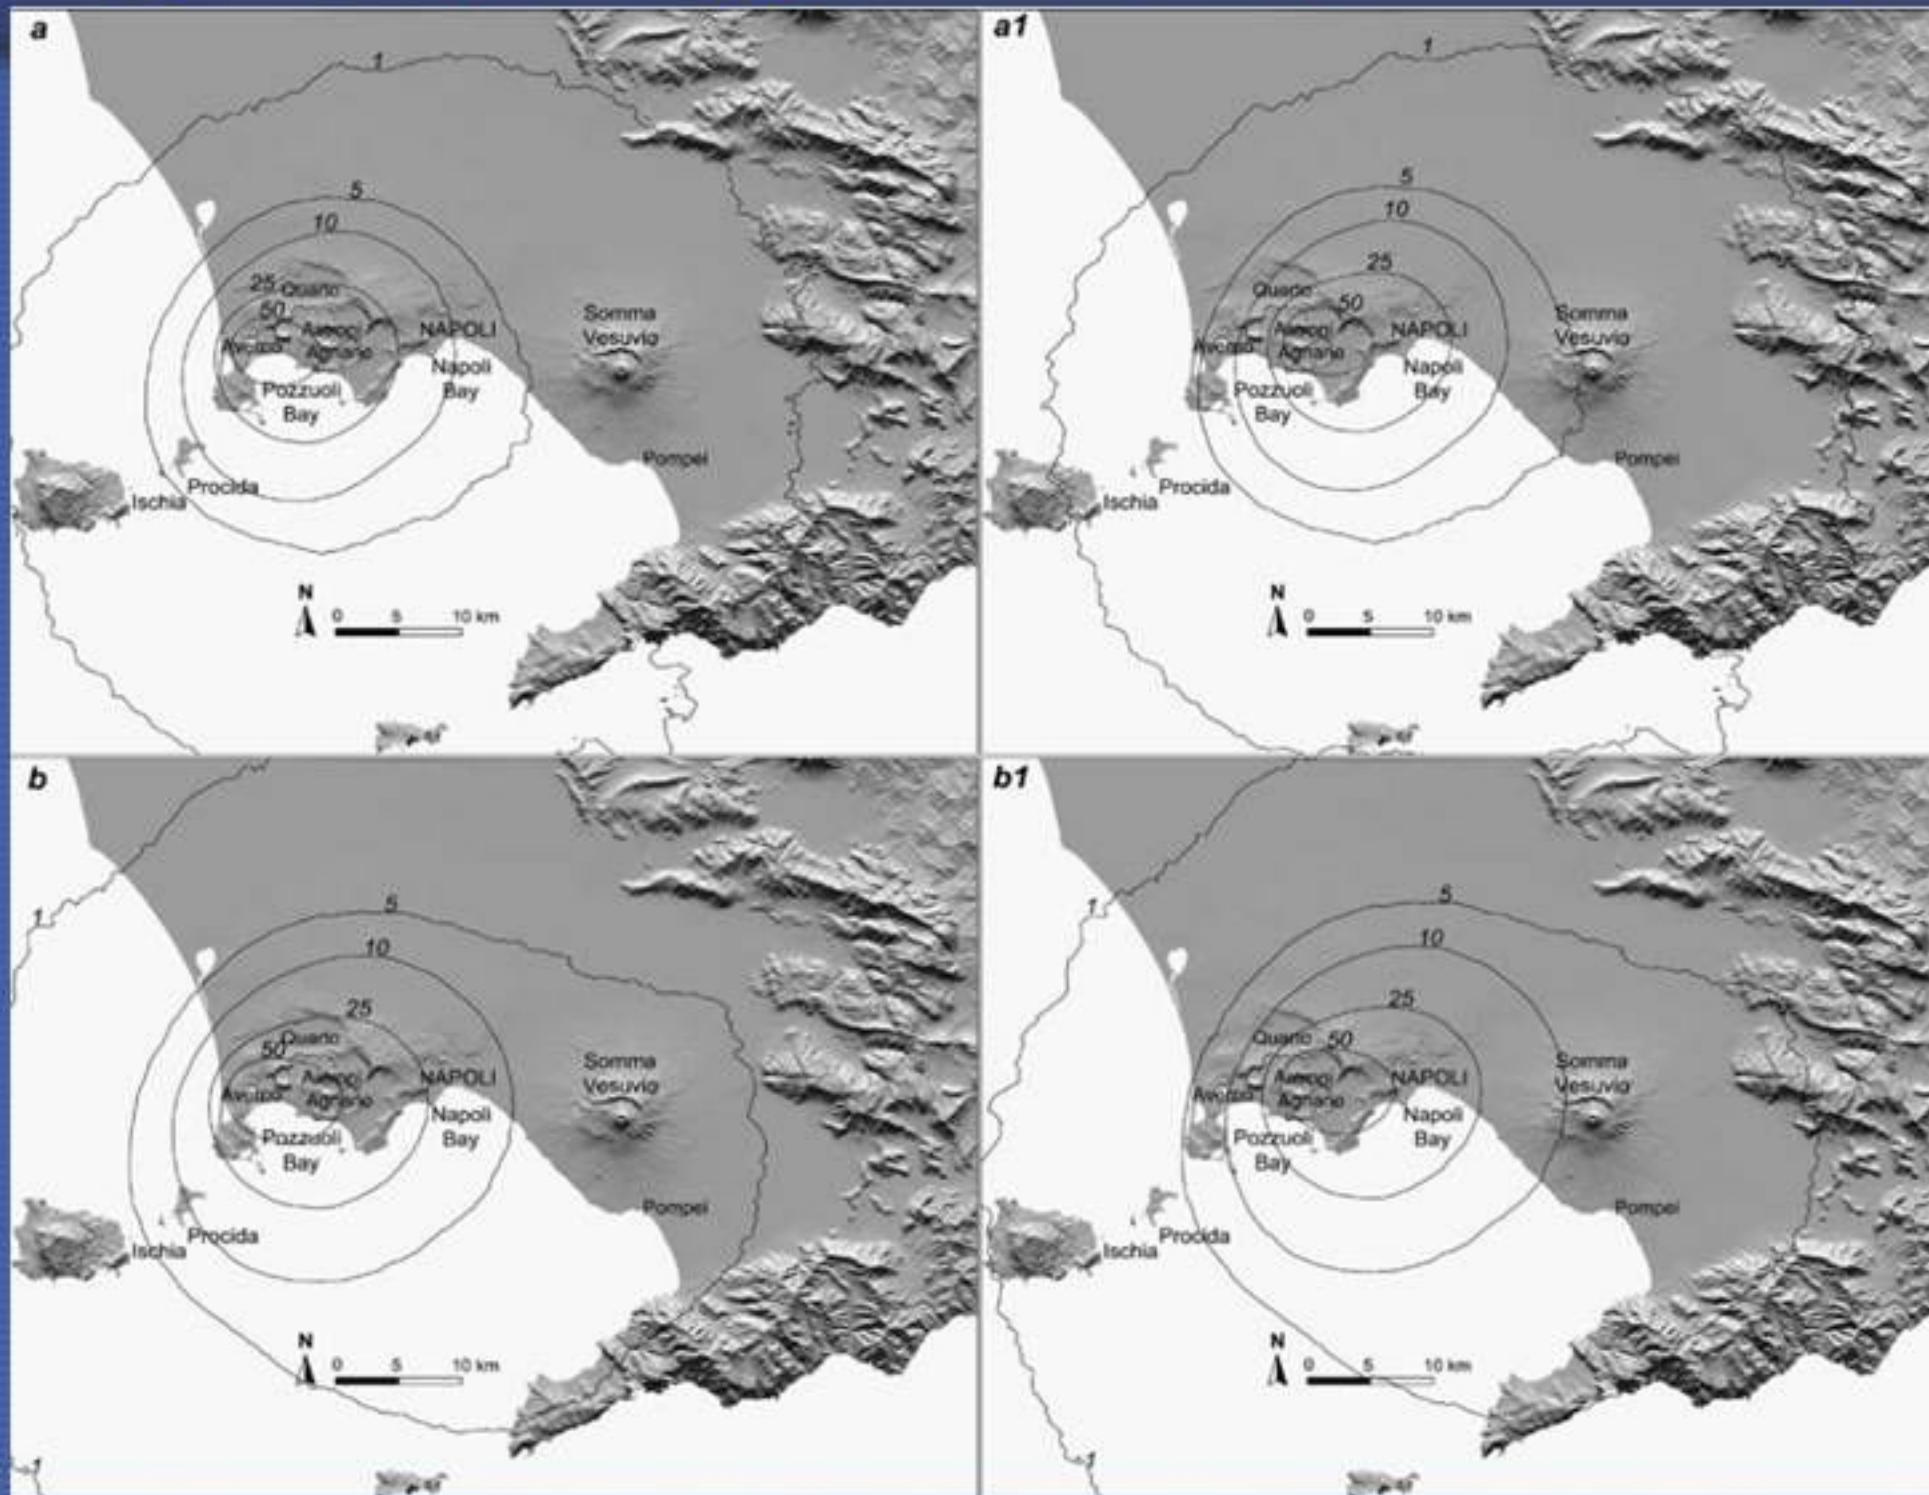 a
1
5
10
25
Quarto
50
Astroni
NAPOLI
Averno
Agnano
Somma
Vesuvio
Napoli
Bay
Pozzuoli
Bay
Pompei
Procida
Ischia
N
0 5 10 km
a1
1
5
10
25
Quarto
50
Astroni
NAPOLI
Averno
Agnano
Somma
Vesuvio
Napoli
Bay
Pozzuoli
Bay
Pompei
Procida
Ischia
N
0 5 10 km
b
1
5
10
25
Quarto
50
Astroni
NAPOLI
Averno
Agnano
Somma
Vesuvio
Napoli
Bay
Pozzuoli
Bay
Pompei
Procida
Ischia
N
0 5 10 km
1
b1
1
5
10
25
Quarto
50
Astroni
NAPOLI
Averno
Agnano
Somma
Vesuvio
Napoli
Bay
Pozzuoli
Bay
Pompei
Procida
Ischia
N
0 5 10 km
1